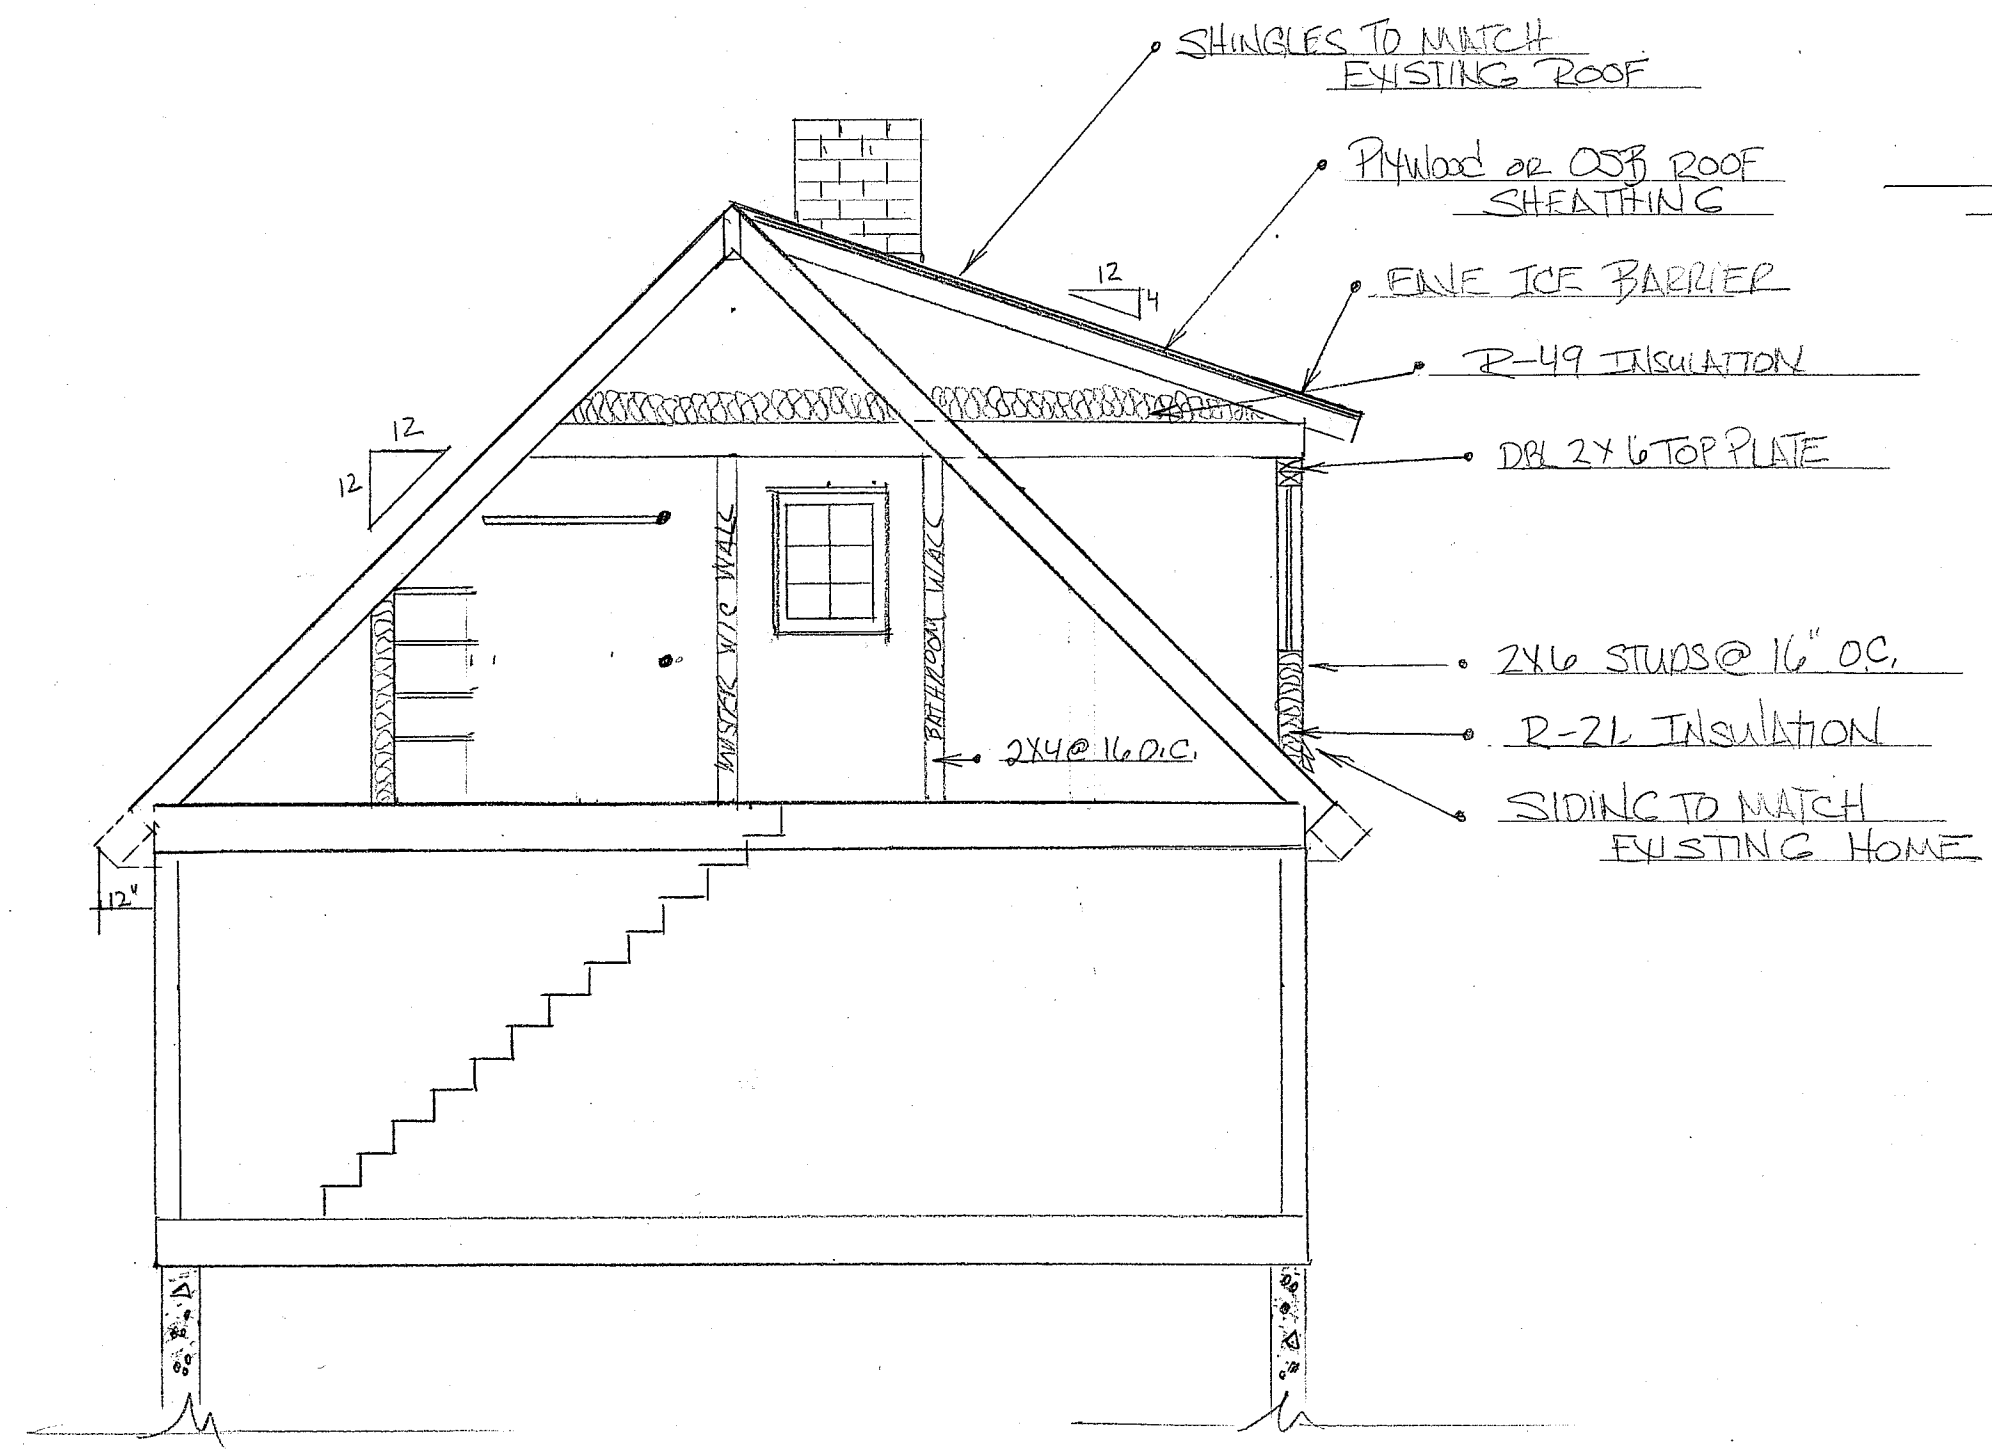 SHINGLES TO MATCH
EXISTING ROOF
PlyWood OR OSB ROOF
SHEATHING
EAVE ICE BARRIER
12
4
R-49 INSULATION
12
12
DBL 2X6 TOP PLATE
MASTER WIC WALL
BATHROOM WALL
2X6 STUDS @ 16" O.C.
R-21 INSULATION
2X4 @ 16 O.C.
SIDING TO MATCH
EXISTING HOME
12"